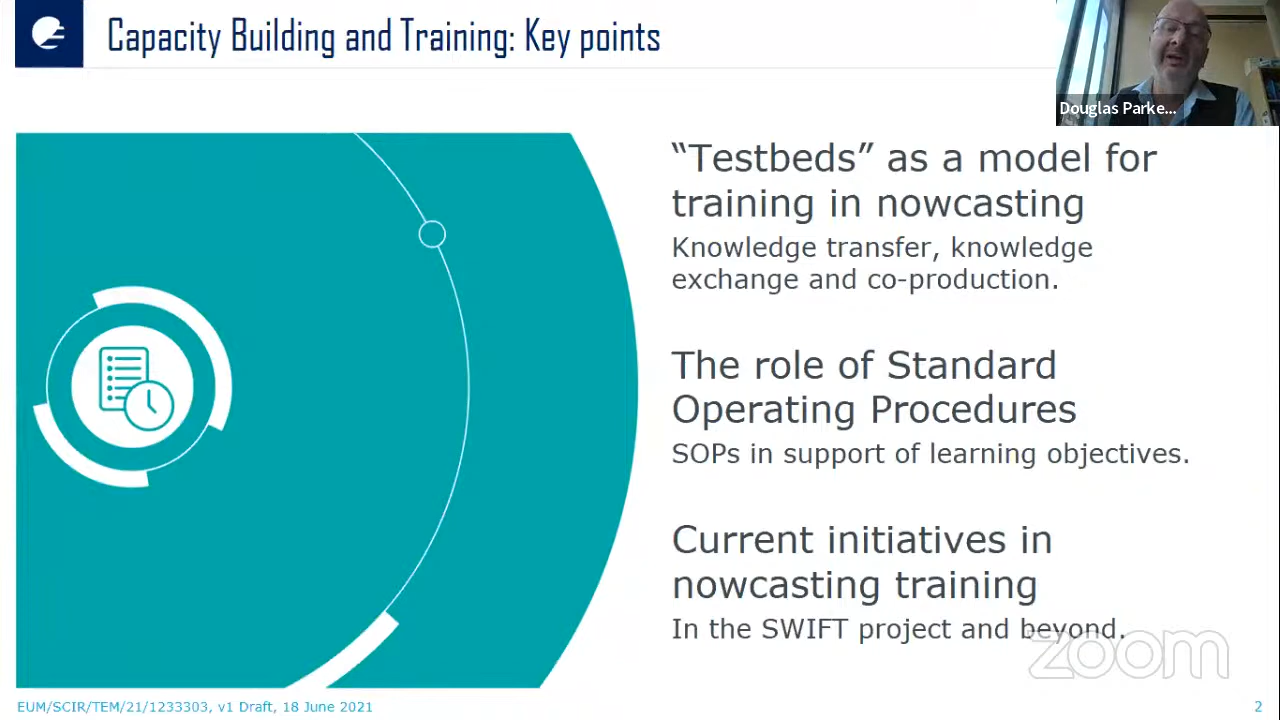 Capacity Building and Training: Key points
Douglas Parke...
“Testbeds” as a model for
training in nowcasting
Knowledge transfer, knowledge
exchange and co-production.
The role of Standard
Operating Procedures
SOPs in support of learning objectives.
Current initiatives in
nowcasting training
In the SWIFT project and beyond.
zoom
EUM/SCIR/TEM/21/1233303, v1 Draft, 18 June 2021
2